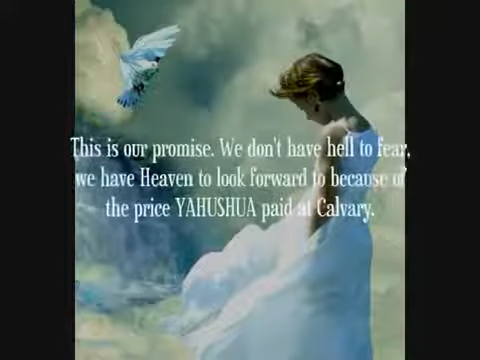 This is our promise. We don't have hell to fear,
we have Heaven to look forward to because of
the price YAHUSHUA paid at Calvary.